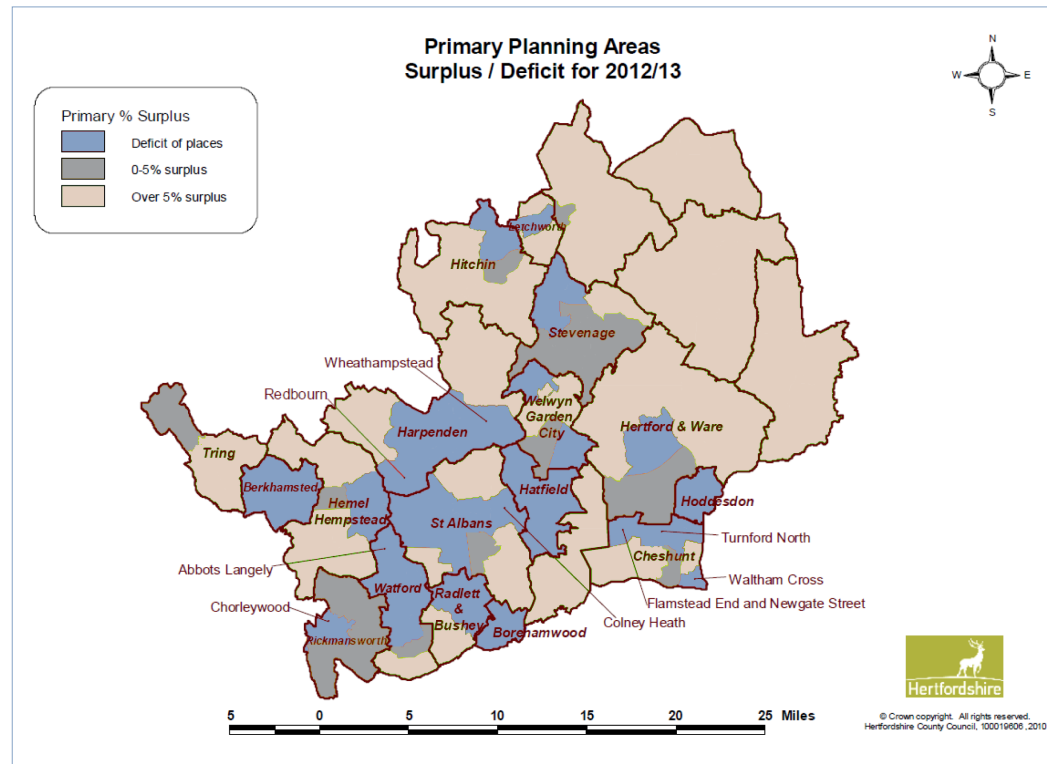 Primary Planning Areas
Surplus / Deficit for 2012/13
N
W
E
S
Primary % Surplus
Deficit of places
0-5% surplus
Over 5% surplus
Letchworth
Hitchin
Stevenage
Wheathampstead
Redbourn
Welwyn
Garden
City
Harpenden
Hertford & Ware
Tring
Berkhamsted
Hemel
Hempstead
Hatfield
Hoddesdon
St Albans
Turnford North
Cheshunt
Abbots Langely
Waltham Cross
Watford
Radlett
&
Bushey
Flamstead End and Newgate Street
Chorleywood
Colney Heath
Borehamwood
Rickmansworth
Hertfordshire
5 0 5 10 15 20 25 Miles
© Crown copyright. All rights reserved.
Hertfordshire County Council, 100019606 ,2010